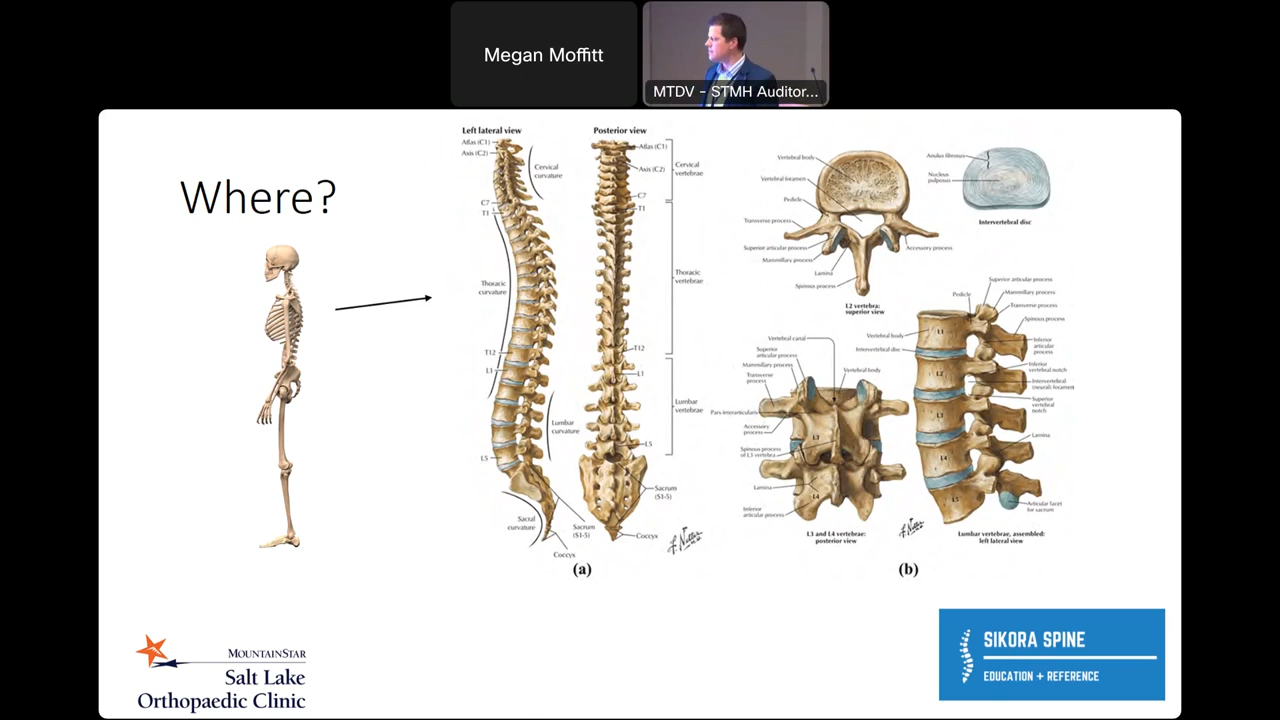 Megan Moffitt
MTDV - STMH Auditor...
Where?
Left lateral view
Atlas (C1)
Axis (C2)
Cervical
curvature
C7
T1
Thoracic
curvature
T12
L1
Lumbar
curvature
L5
Sacral
curvature
Sacrum
(S1-5)
Coccyx
Posterior view
Atlas (C1)
Axis (C2)
Cervical
vertebrae
C7
T1
Thoracic
vertebrae
T12
L1
Lumbar
vertebrae
L5
Sacrum
(S1-5)
Coccyx
(a)
Vertebral body
Vertebral foramen
Pedicle
Transverse process
Superior articular process
Mammillary process
Lamina
Spinous process
Accessory process
L2 vertebra:
superior view
Anulus fibrosus
Nucleus
pulposus
Intervertebral disc
Vertebral canal
Superior
articular process
Mammillary process
Transverse
process
Pars interarticularis
Accessory
process
Spinous process
of L3 vertebra
Lamina
Inferior
articular process
Vertebral body
L3
L4
L3 and L4 vertebrae:
posterior view
Superior articular process
Mammillary process
Pedicle
Transverse process
Spinous process
Vertebral body
Intervertebral disc
L1
L2
L3
L4
L5
Inferior
articular
process
Inferior
vertebral notch
Intervertebral
(neural) foramen
Superior
vertebral
notch
Lamina
Articular facet
for sacrum
Lumbar vertebrae, assembled:
left lateral view
(b)
MOUNTAINSTAR
Salt Lake
Orthopaedic Clinic
SIKORA SPINE
EDUCATION + REFERENCE